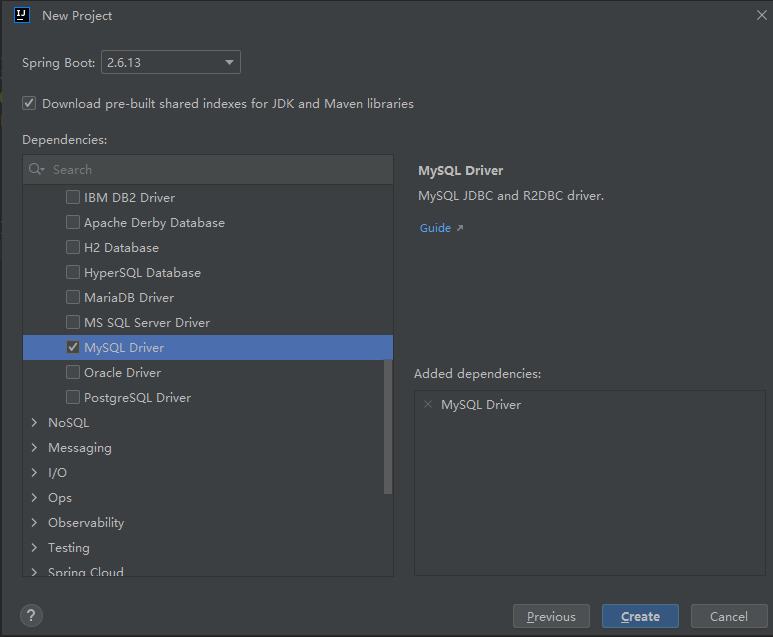 New Project
Spring Boot: 2.6.13
Download pre-built shared indexes for JDK and Maven libraries
Dependencies:
Search
IBM DB2 Driver
Apache Derby Database
H2 Database
HyperSQL Database
MariaDB Driver
MS SQL Server Driver
MySQL Driver
Oracle Driver
PostgreSQL Driver
NoSQL
Messaging
I/O
Ops
Observability
Testing
Spring Cloud
MySQL Driver
MySQL JDBC and R2DBC driver.
Guide ↗
Added dependencies:
× MySQL Driver
?
Previous
Create
Cancel